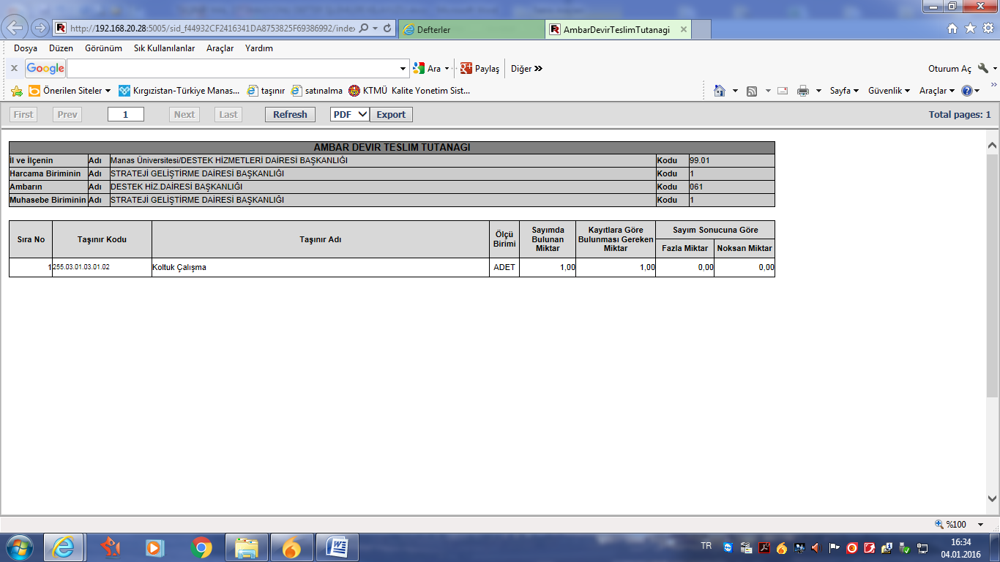 http://192.168.20.28:5005/sid_f44932CF2416341DA8753825F69386992/index
Defterler
AmbarDevirTeslimTutanagi
Dosya Düzen Görünüm Sık Kullanılanlar Araçlar Yardım
x Google Ara Paylaş Diğer Oturum Aç
Önerilen Siteler Kırgızistan-Türkiye Manas... taşınır satınalma KTMÜ Kalite Yonetim Sist... Sayfa Güvenlik Araçlar
First Prev 1 Next Last Refresh PDF Export Total pages: 1
AMBAR DEVIR TESLIM TUTANAGI
İl ve İlçenin Adı Manas Üniversitesi/DESTEK HİZMETLERİ DAİRESİ BAŞKANLIĞI Kodu 99.01
Harcama Biriminin Adı STRATEJİ GELİŞTİRME DAİRESİ BAŞKANLIĞI Kodu 1
Ambarın Adı DESTEK HİZ.DAİRESİ BAŞKANLIĞI Kodu 061
Muhasebe Biriminin Adı STRATEJİ GELİŞTİRME DAİRESİ BAŞKANLIĞI Kodu 1
Sıra No Taşınır Kodu Taşınır Adı Ölçü Birimi Sayımda Bulunan Miktar Kayıtlara Göre Bulunması Gereken Miktar Sayım Sonucuna Göre
Fazla Miktar Noksan Miktar
1 255.03.01.03.01.02 Koltuk Çalışma ADET 1,00 1,00 0,00 0,00
%100
TR 16:34
04.01.2016